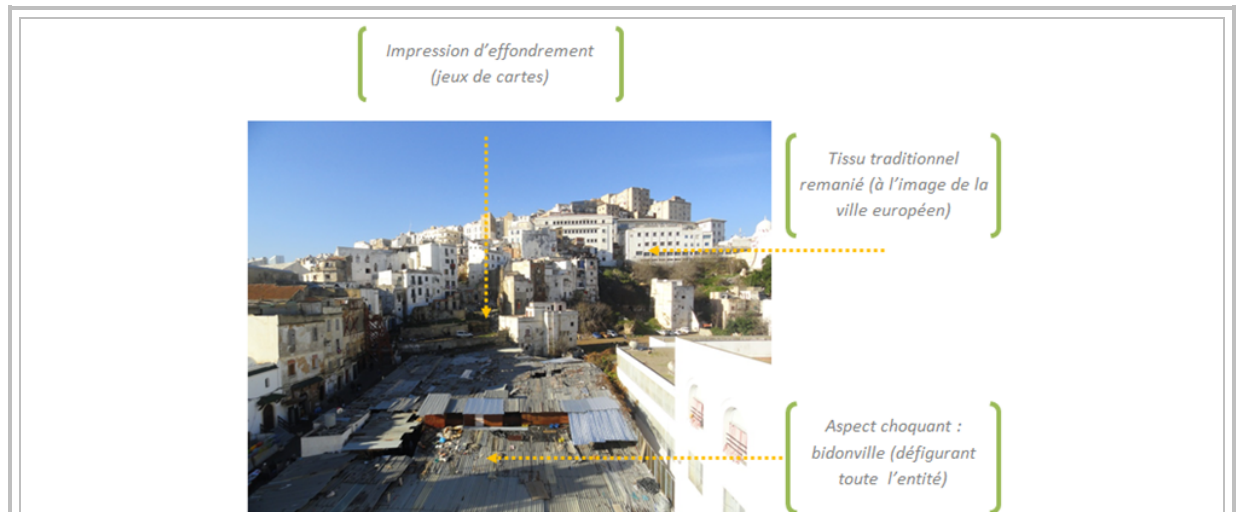 Impression d'effondrement
(jeux de cartes)
Tissu traditionnel
remanié (à l'image de la
ville européen)
Aspect choquant :
bidonville (défigurant
toute l'entité)